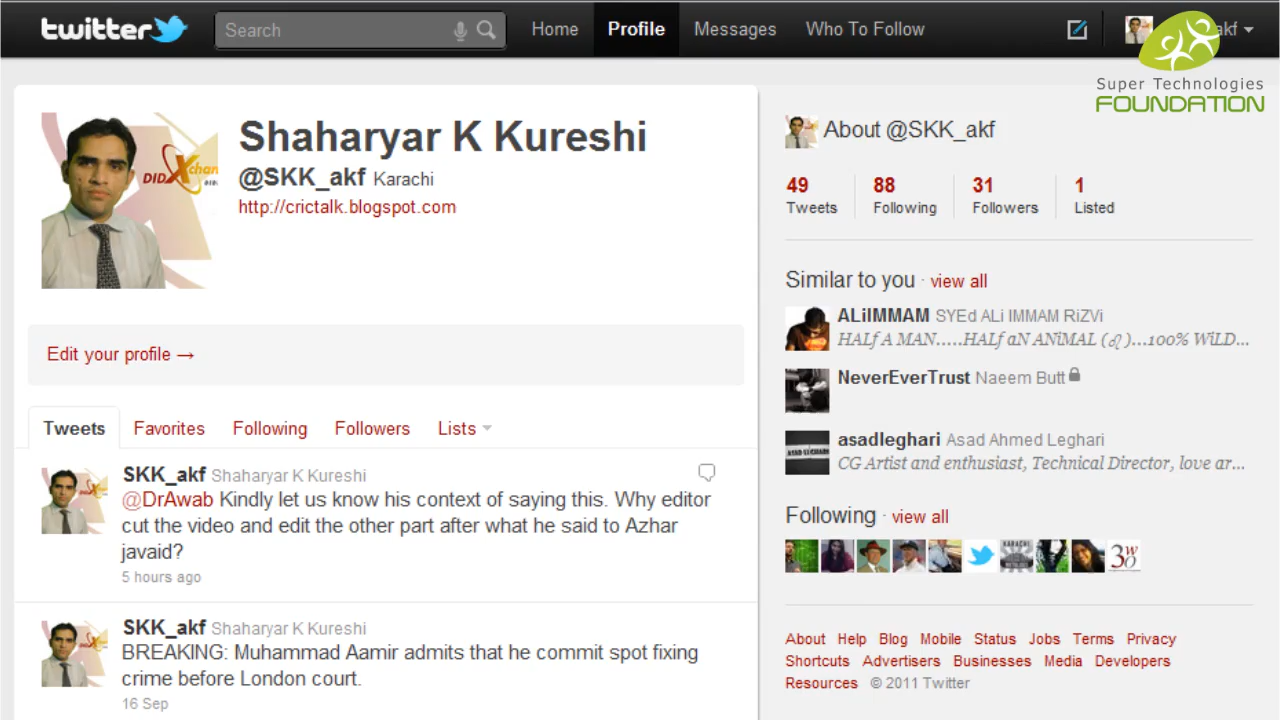 twitter
Search
Home
Profile
Messages
Who To Follow
akf
Super Technologies
FOUNDATION
Shaharyar K Kureshi
@SKK_akf Karachi
http://crictalk.blogspot.com
DIDX
Edit your profile →
Tweets
Favorites
Following
Followers
Lists
SKK_akf Shaharyar K Kureshi
@DrAwab Kindly let us know his context of saying this. Why editor
cut the video and edit the other part after what he said to Azhar
javaid?
5 hours ago
SKK_akf Shaharyar K Kureshi
BREAKING: Muhammad Aamir admits that he commit spot fixing
crime before London court.
16 Sep
About @SKK_akf
49 88 31 1
Tweets Following Followers Listed
Similar to you · view all
ALiIMMAM SYEd ALi IMMAM RiZVi
HALf A MAN.....HALf aN ANiMAL (♌)...100% WiLD...
NeverEverTrust Naeem Butt
asadleghari Asad Ahmed Leghari
CG Artist and enthusiast, Technical Director, love ar...
Following · view all
KARACHI
3WO
About Help Blog Mobile Status Jobs Terms Privacy
Shortcuts Advertisers Businesses Media Developers
Resources © 2011 Twitter